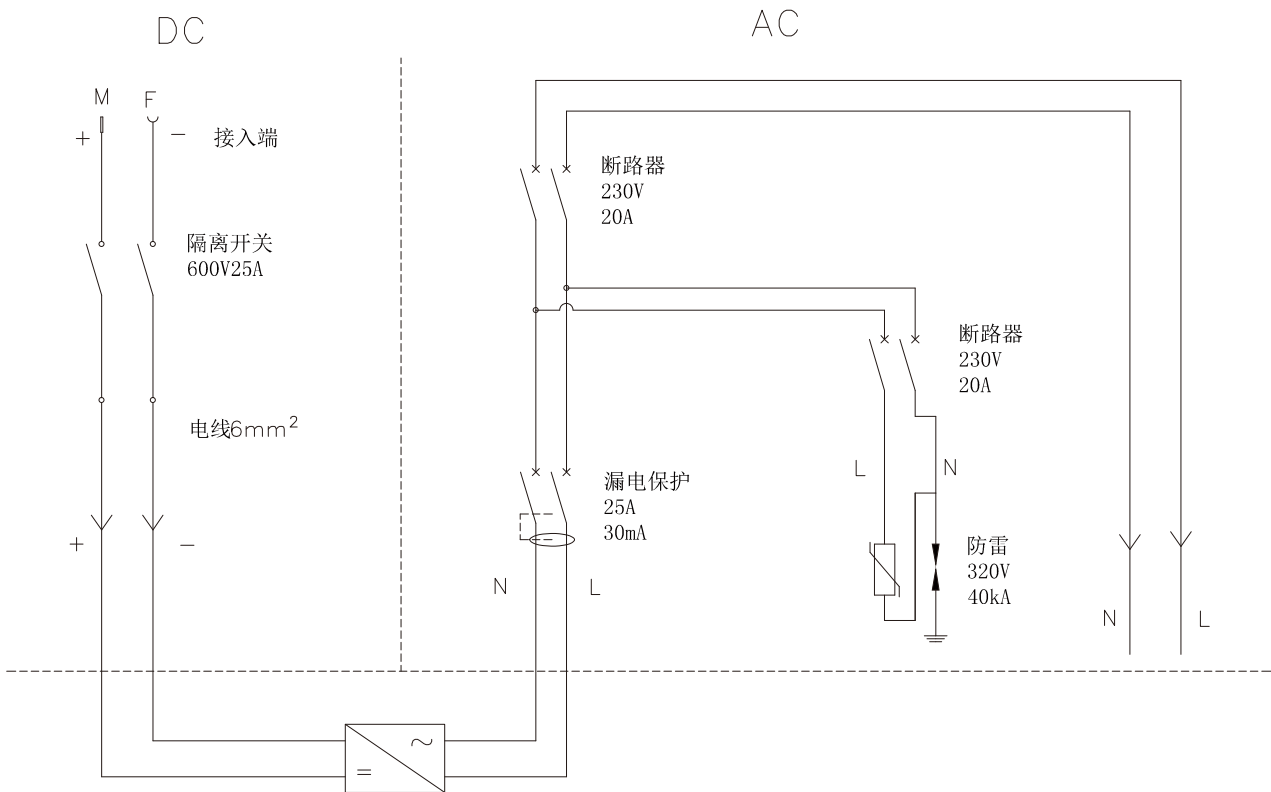 DC
AC
M
F
+
−
接入端
断路器
230V
20A
隔离开关
600V25A
断路器
230V
20A
电线6mm²
L
N
漏电保护
25A
30mA
+
−
防雷
320V
40kA
N
L
N
L
~
=